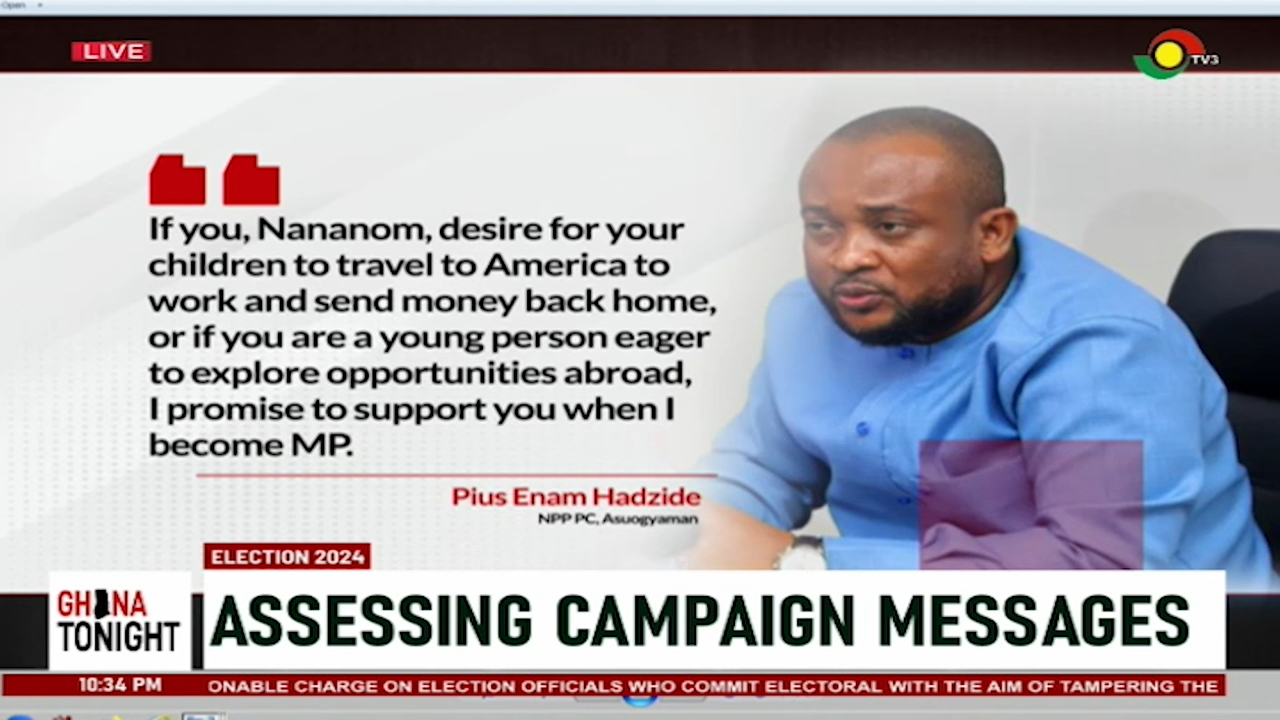 Open
LIVE
TV3
If you, Nananom, desire for your
children to travel to America to
work and send money back home,
or if you are a young person eager
to explore opportunities abroad,
I promise to support you when I
become MP.
Pius Enam Hadzide
NPP PC, Asuogyaman
ELECTION 2024
GHANA
TONIGHT
ASSESSING CAMPAIGN MESSAGES
10:34 PM
ONABLE CHARGE ON ELECTION OFFICIALS WHO COMMIT ELECTORAL WITH THE AIM OF TAMPERING THE